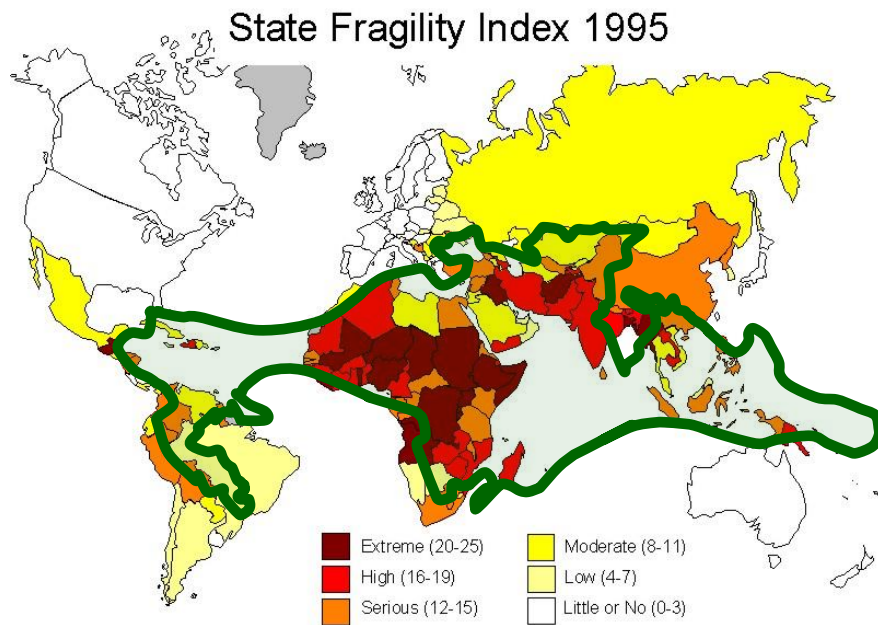 State Fragility Index 1995
Extreme (20-25)
High (16-19)
Serious (12-15)
Moderate (8-11)
Low (4-7)
Little or No (0-3)